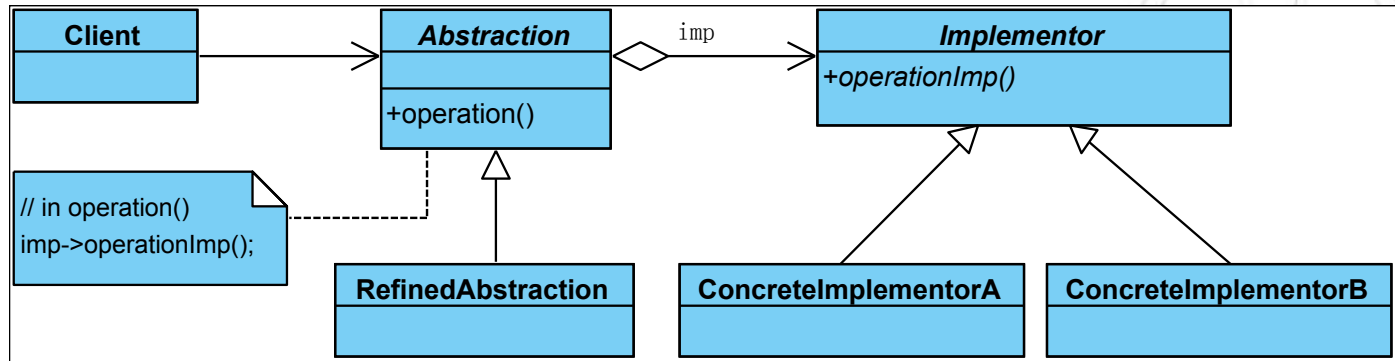 Client
Abstraction
imp
Implementor
+operationImp()
+operation()
// in operation()
imp->operationImp();
RefinedAbstraction
ConcreteImplementorA
ConcreteImplementorB